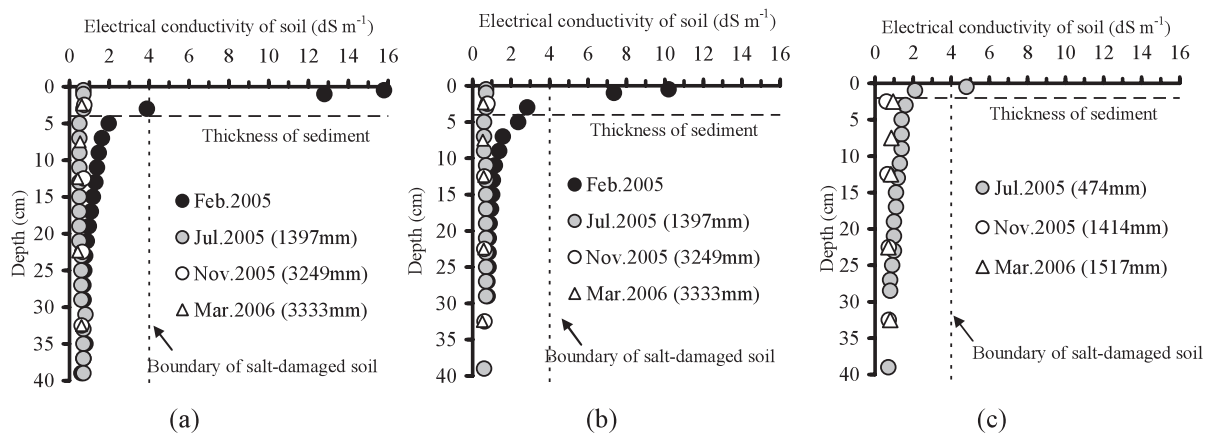 Electrical conductivity of soil (dS m-1)
0 2 4 6 8 10 12 14 16
0
5
10
15
20
25
30
35
40
Depth (cm)
Thickness of sediment
Feb.2005
Jul.2005 (1397mm)
Nov.2005 (3249mm)
Mar.2006 (3333mm)
Boundary of salt-damaged soil
(a)
Electrical conductivity of soil (dS m-1)
0 2 4 6 8 10 12 14 16
0
5
10
15
20
25
30
35
40
Depth (cm)
Thickness of sediment
Feb.2005
Jul.2005 (1397mm)
Nov.2005 (3249mm)
Mar.2006 (3333mm)
Boundary of salt-damaged soil
(b)
Electrical conductivity of soil (dS m-1)
0 2 4 6 8 10 12 14 16
0
5
10
15
20
25
30
35
40
Depth (cm)
Thickness of sediment
Jul.2005 (474mm)
Nov.2005 (1414mm)
Mar.2006 (1517mm)
Boundary of salt-damaged soil
(c)